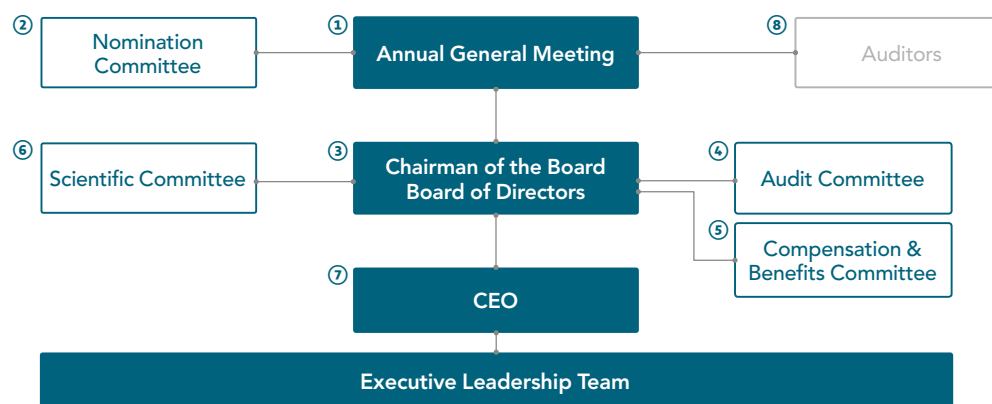 ②
Nomination
Committee
①
Annual General Meeting
⑧
Auditors
⑥
Scientific Committee
③
Chairman of the Board
Board of Directors
④
Audit Committee
⑤
Compensation &
Benefits Committee
⑦
CEO
Executive Leadership Team